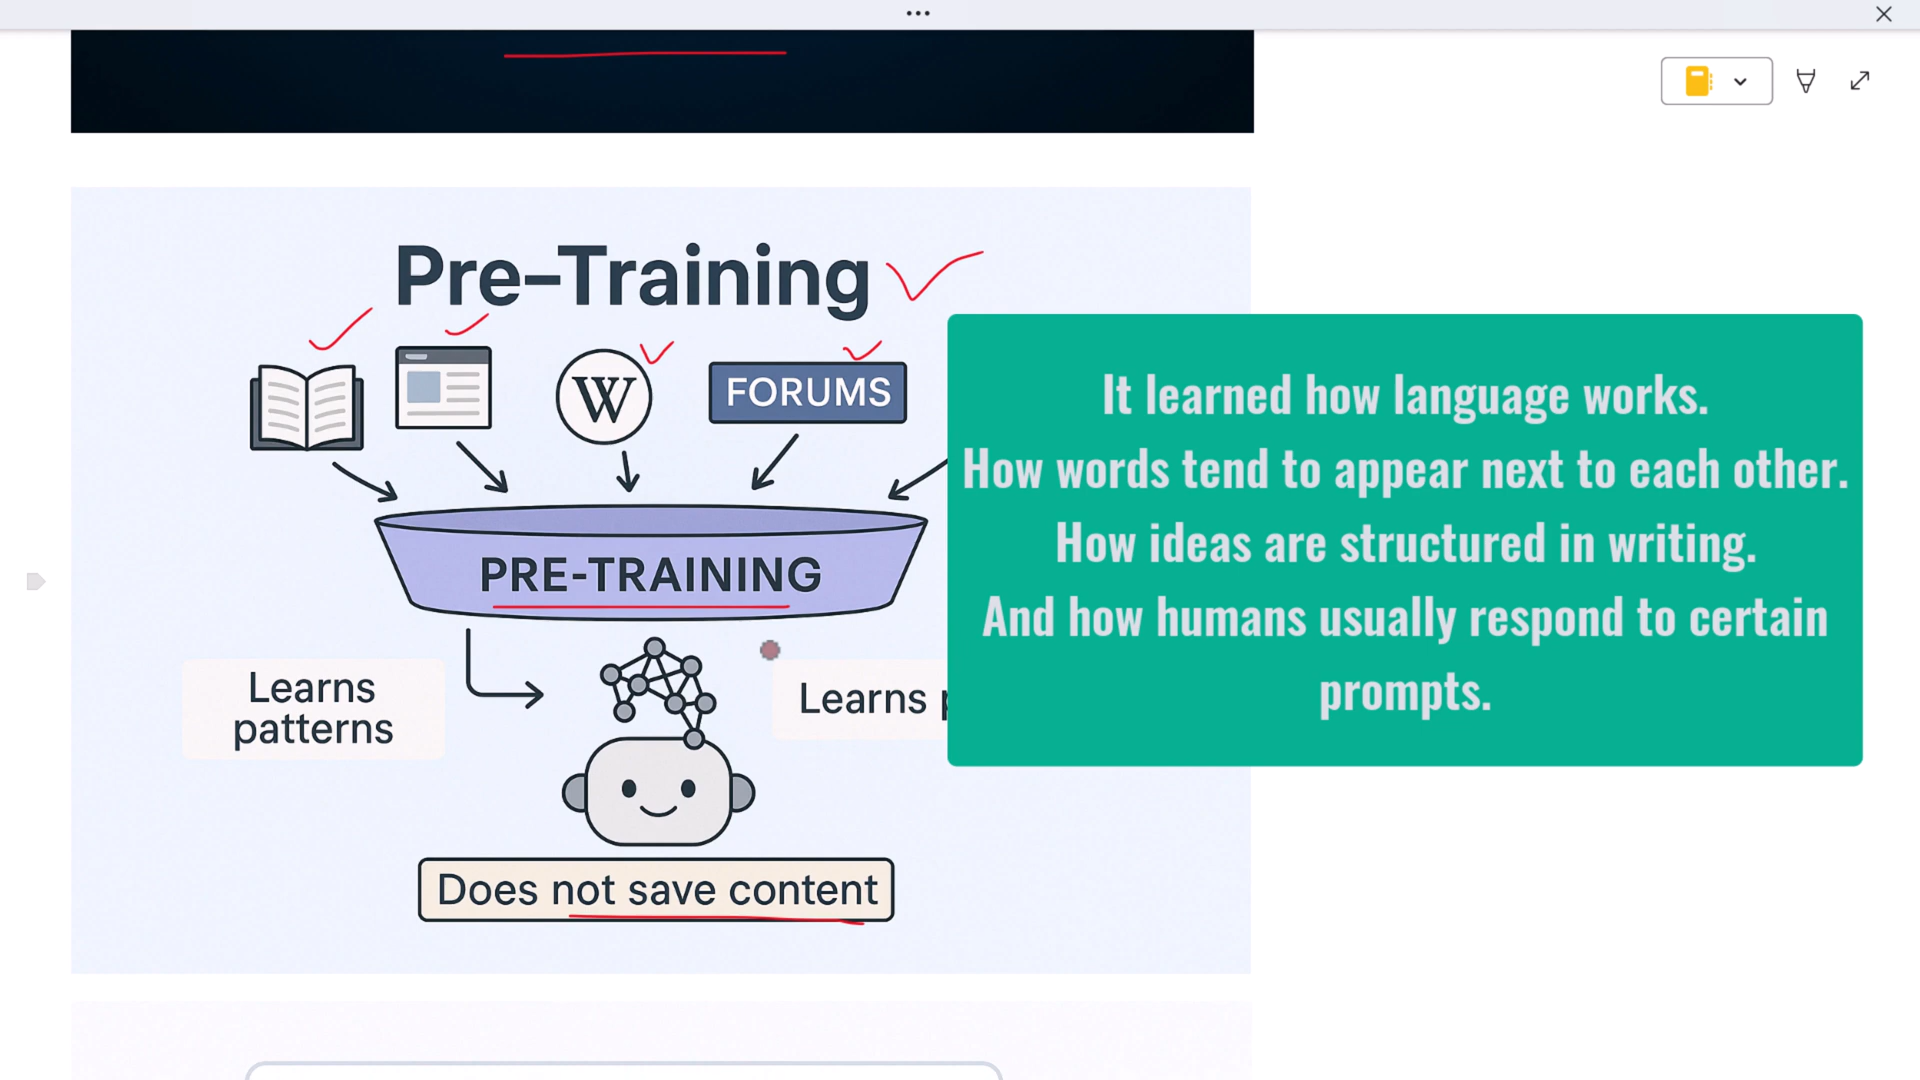 Pre-Training
W
FORUMS
PRE-TRAINING
Learns
patterns
Learns
Does not save content
It learned how language works.
How words tend to appear next to each other.
How ideas are structured in writing.
And how humans usually respond to certain
prompts.